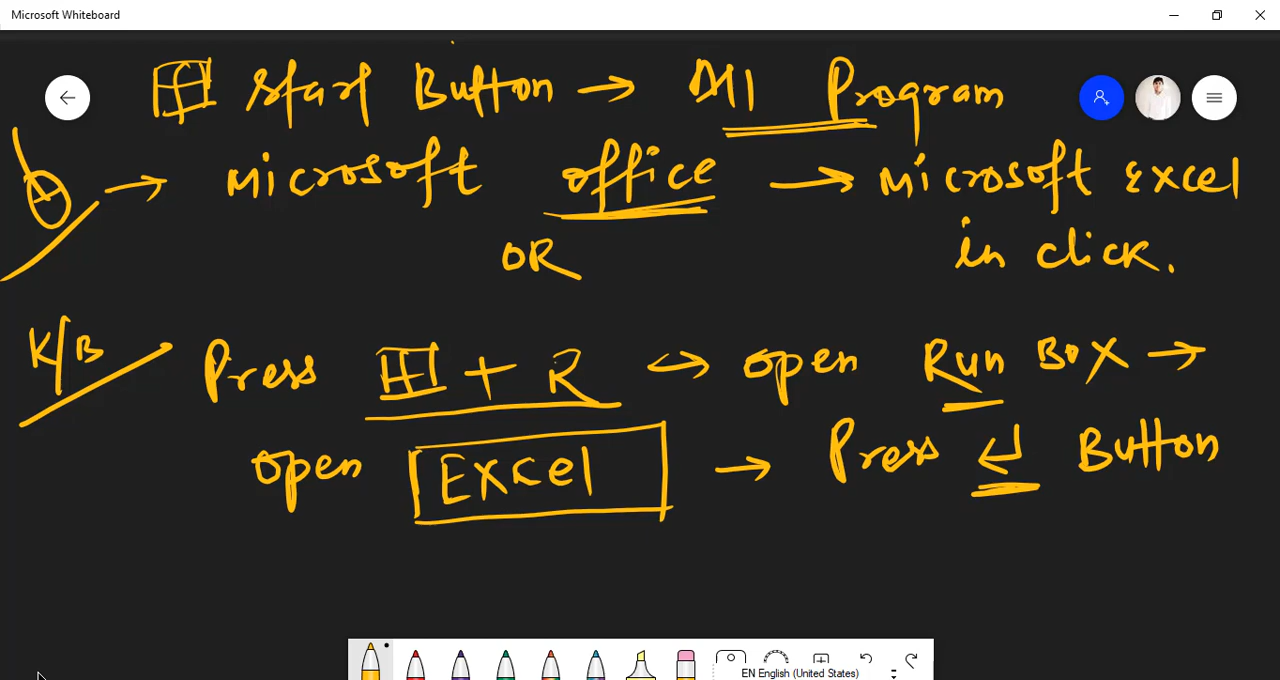 Microsoft Whiteboard
Start Button → All Program
→ Microsoft office → Microsoft Excel
OR
in click.
K/B
Press ⊞ + R ↔ open Run Box →
open Excel → Press ↵ Button
EN English (United States)